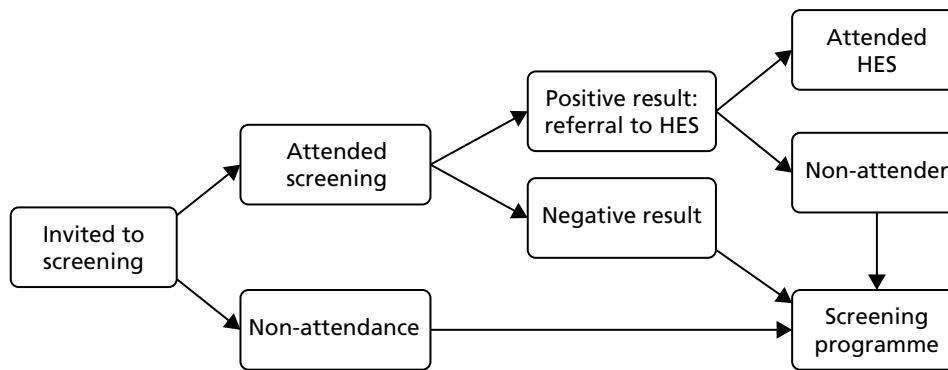 Invited to
screening
Attended
screening
Non-attendance
Positive result:
referral to HES
Negative result
Attended
HES
Non-attender
Screening
programme